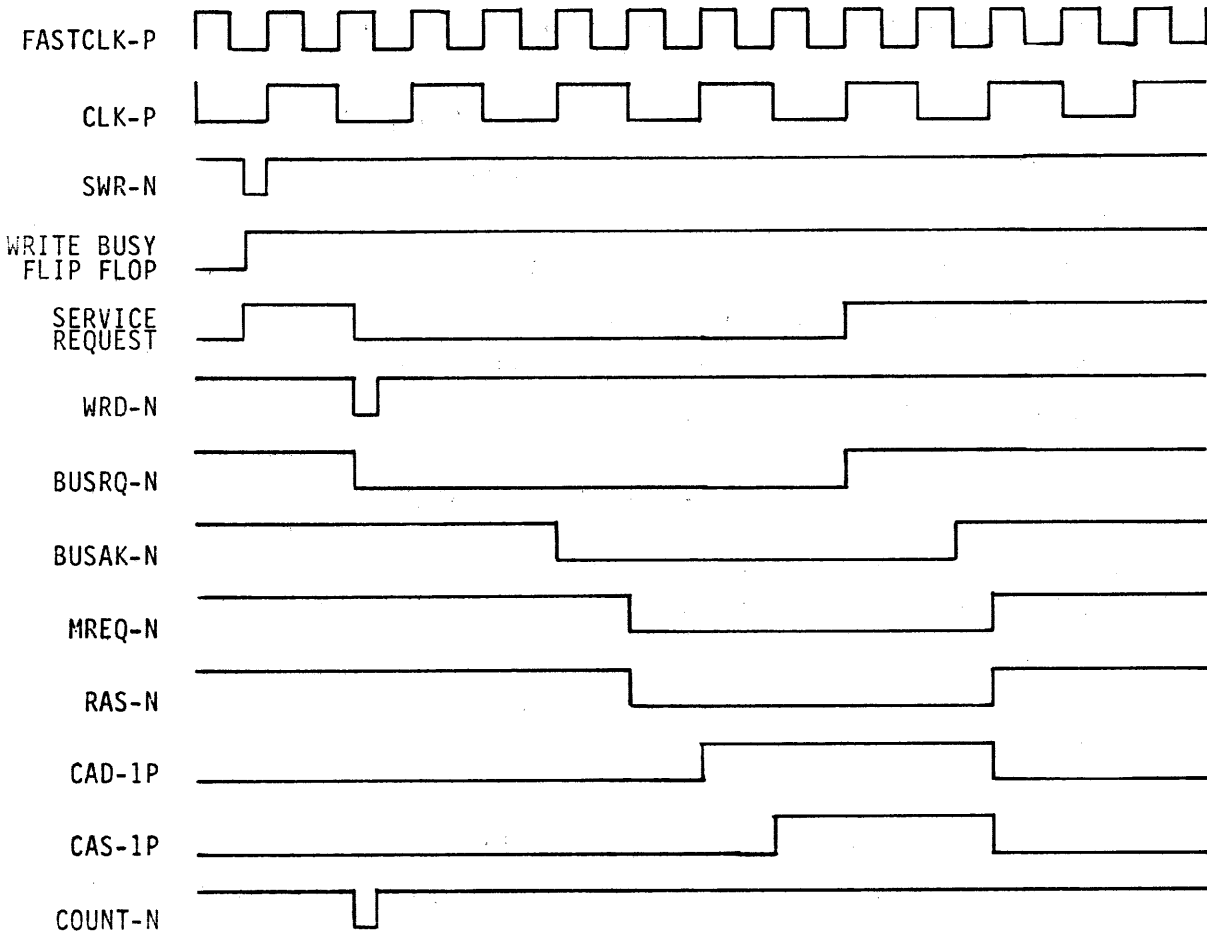 FASTCLK-P
CLK-P
SWR-N
WRITE BUSY
FLIP FLOP
SERVICE
REQUEST
WRD-N
BUSRQ-N
BUSAK-N
MREQ-N
RAS-N
CAD-1P
CAS-1P
COUNT-N